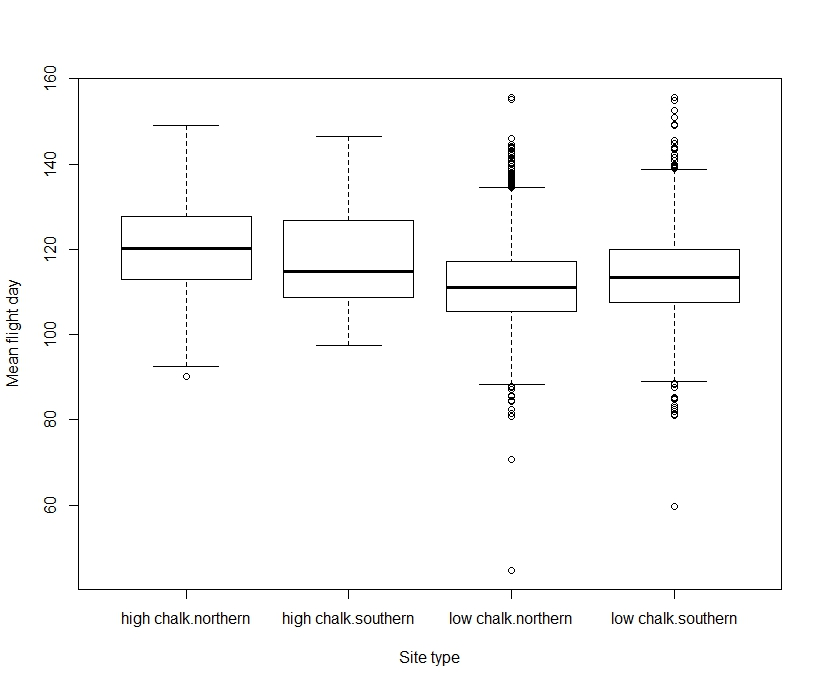 160
140
120
100
80
60
Mean flight day
high chalk.northern high chalk.southern low chalk.northern low chalk.southern
Site type